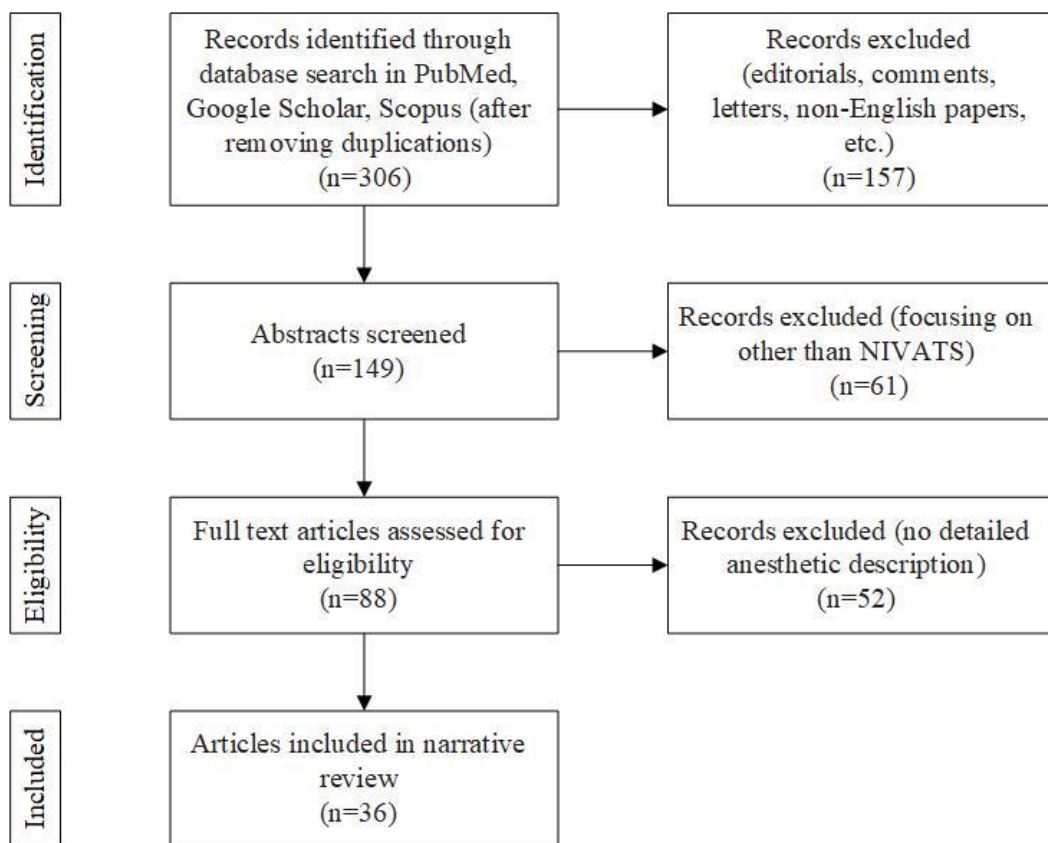 Identification
Records identified through
database search in PubMed,
Google Scholar, Scopus (after
removing duplications)
(n=306)
Records excluded
(editorials, comments,
letters, non-English papers,
etc.)
(n=157)
Screening
Abstracts screened
(n=149)
Records excluded (focusing on
other than NIVATS)
(n=61)
Eligibility
Full text articles assessed for
eligibility
(n=88)
Records excluded (no detailed
anesthetic description)
(n=52)
Included
Articles included in narrative
review
(n=36)